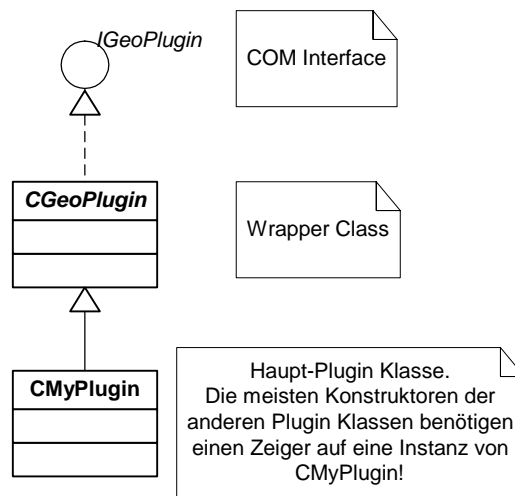 IGeoPlugin
COM Interface
CGeoPlugin
Wrapper Class
CMyPlugin
Haupt-Plugin Klasse.
Die meisten Konstruktoren der
anderen Plugin Klassen benötigen
einen Zeiger auf eine Instanz von
CMyPlugin!